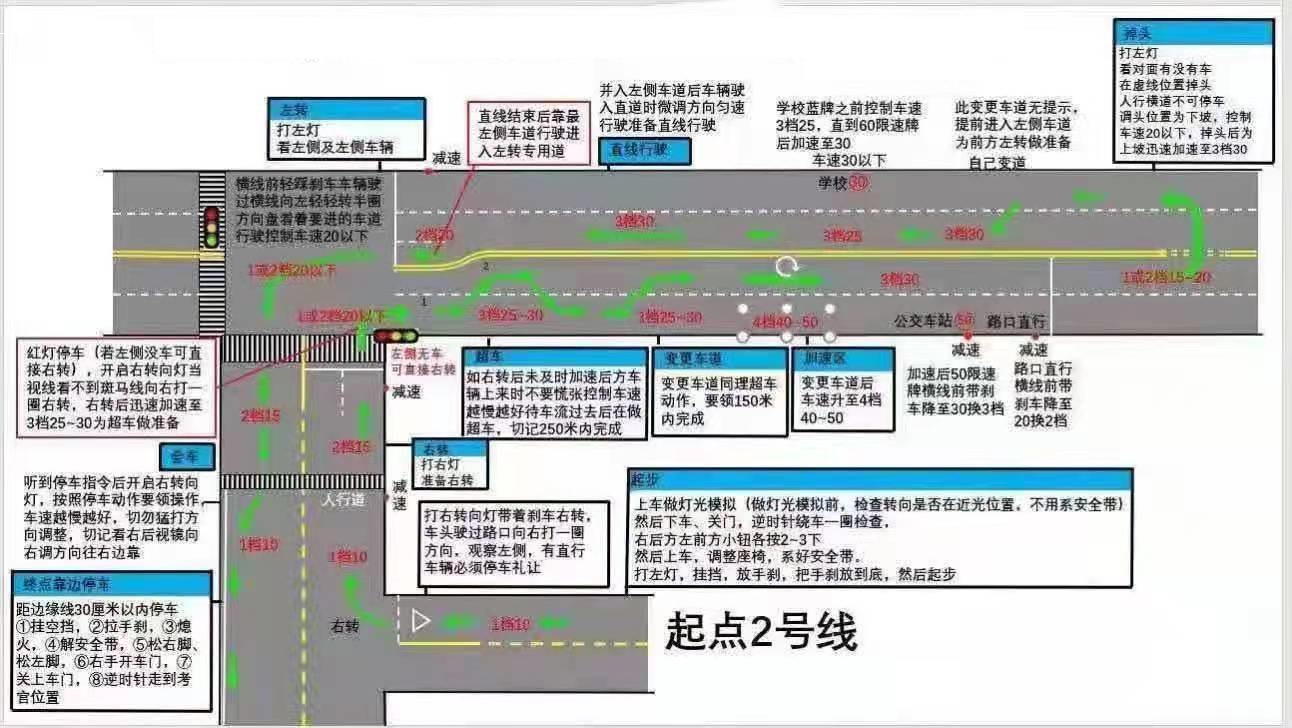 掉头
打左灯
看对面有没有车
在虚线位置掉头
人行横道不可停车
调头位置为下坡，控制
车速20以下，掉头后为
上坡迅速加速至3档30
此变更车道无提示，
提前进入左侧车道
为前方左转做准备
自己变道
学校蓝牌之前控制车速
3档25，直到60限速牌
后加速至30
车速30以下
并入左侧车道后车辆驶
入直道时微调方向匀速
行驶准备直线行驶
直线行驶
直线结束后靠最
左侧车道行驶进
入左转专用道
减速
左转
打左灯
看左侧及左侧车辆
横线前轻踩刹车车辆驶
过横线向左轻轻转半圈
方向盘看着要进的车道
行驶控制车速20以下
学校30
2档20
3档30
3档25
3档30
1或2档20以下
2
1
3档30
1或2档15-20
1或2档20以下
3档25~30
3档25~30
4档40~50
公交车站50
路口直行
减速
减速
红灯停车（若左侧没车可直
接右转），开启右转向灯当
视线看不到斑马线向右打一
圈右转，右转后迅速加速至
3档25~30为超车做准备
左侧无车
可直接右转
减速
超车
如右转后未及时加速后方车
辆上来时不要慌张控制车速
越慢越好待车流过去后在做
超车，切记250米内完成
变更车道
变更车道同理超车
动作，要领150米
内完成
加速区
变更车道后
车速升至4档
40~50
加速后50限速
牌横线前带刹
车降至30换3档
路口直行
横线前带
刹车降至
20换2档
2档15
2档15
右转
打右灯
准备右转
会车
听到停车指令后开启右转向
灯，按照停车动作要领操作，
车速越慢越好，切勿猛打方
向调整，切记看右后视镜向
右调方向往右边靠
人行道
减
速
1档10
1档10
打右转向灯带着刹车右转，
车头驶过路口向右打一圈
方向，观察左侧，有直行
车辆必须停车礼让
起步
上车做灯光模拟（做灯光模拟前，检查转向是否在近光位置，不用系安全带）
然后下车、关门，逆时针绕车一圈检查，
右后方左前方小钮各按2~3下
然后上车，调整座椅，系好安全带。
打左灯，挂挡，放手刹，把手刹放到底，然后起步
终点靠边停车
距边缘线30厘米以内停车
①挂空挡，②拉手刹，③熄
火，④解安全带，⑤松右脚、
松左脚，⑥右手开车门，⑦
关上车门，⑧逆时针走到考
官位置
右转
1档10
起点2号线